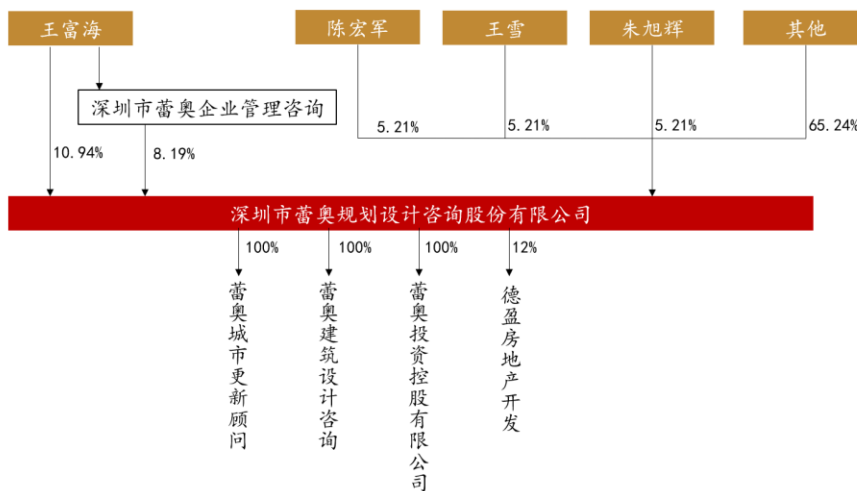 王富海
陈宏军
王雪
朱旭辉
其他
深圳市蕾奥企业管理咨询
5.21%
5.21%
5.21%
65.24%
10.94%
8.19%
深圳市蕾奥规划设计咨询股份有限公司
100%
100%
100%
12%
蕾奥城市更新顾问
蕾奥建筑设计咨询
蕾奥投资控股有限公司
德盈房地产开发